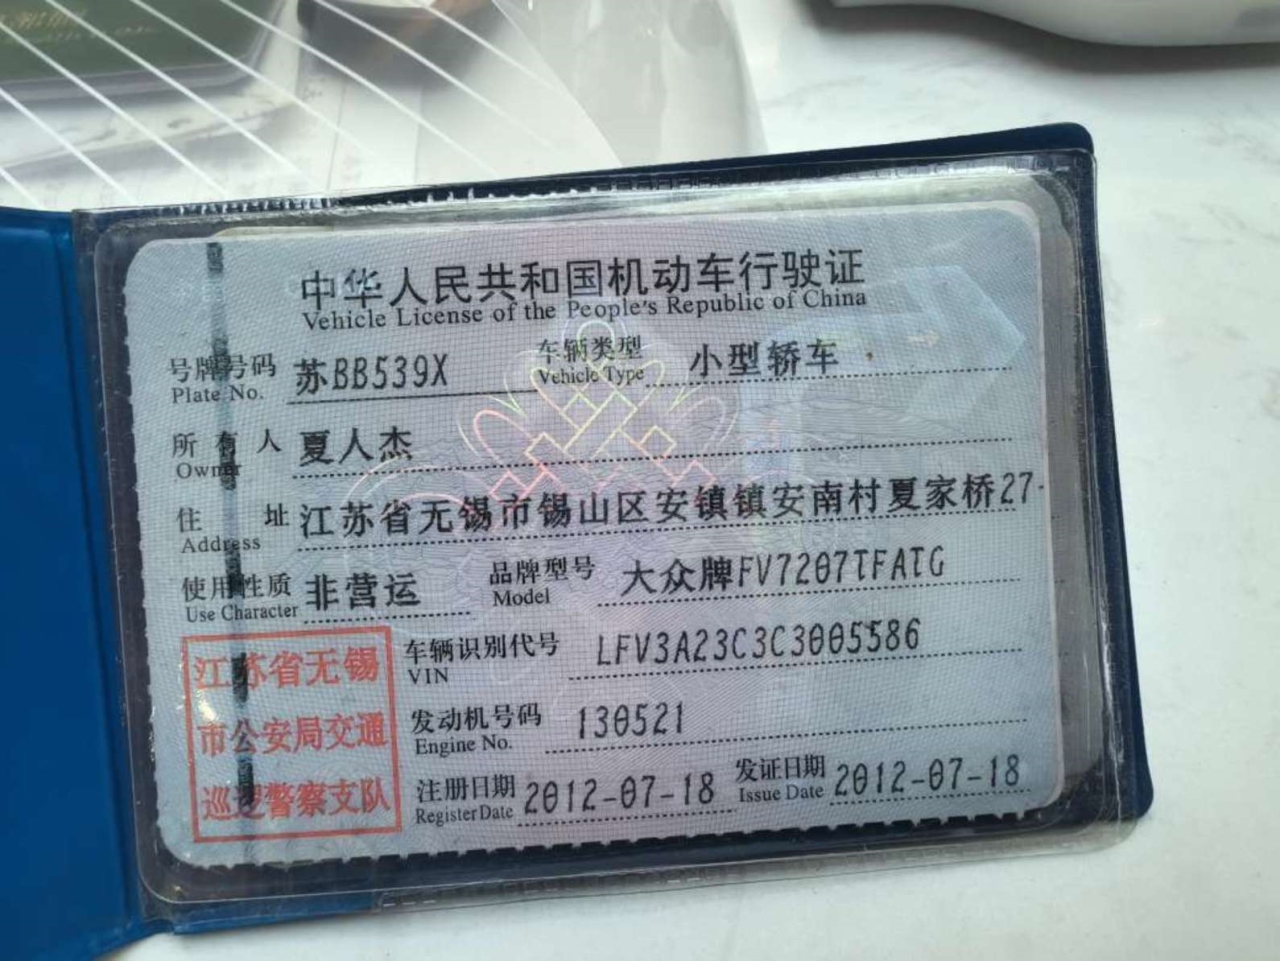 中华人民共和国机动车行驶证
Vehicle License of the People's Republic of China
号牌号码 苏BB539X 车辆类型 小型轿车
Plate No. Vehicle Type
所有人 夏人杰
Owner
住址 江苏省无锡市锡山区安镇镇安南村夏家桥27-
Address
使用性质 非营运 品牌型号 大众牌FV7207TFATG
Use Character Model
车辆识别代号 LFV3A23C3C3005586
VIN
发动机号码 130521
Engine No.
注册日期 2012-07-18 发证日期 2012-07-18
Register Date Issue Date
江苏省无锡
市公安局交通
巡逻警察支队